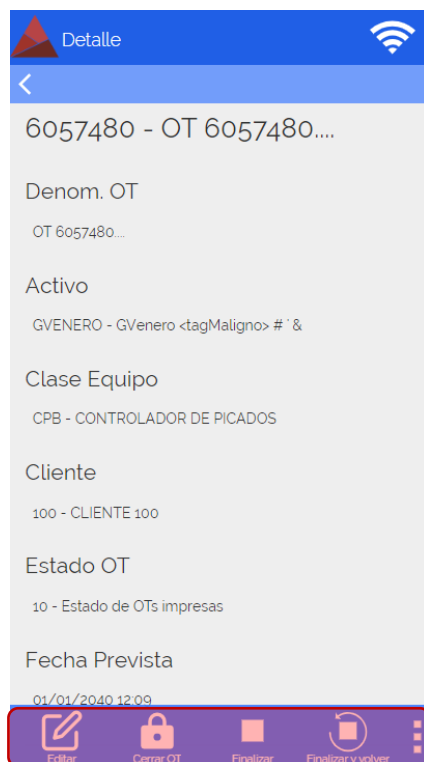 Detalle
6057480 - OT 6057480....
Denom. OT
OT 6057480....
Activo
GVENERO - GVenero <tagMaligno> # ' &
Clase Equipo
CPB - CONTROLADOR DE PICADOS
Cliente
100 - CLIENTE 100
Estado OT
10 - Estado de OTs impresas
Fecha Prevista
01/01/2040 12:09
Editar Cerrar OT Finalizar Finalizar y volver